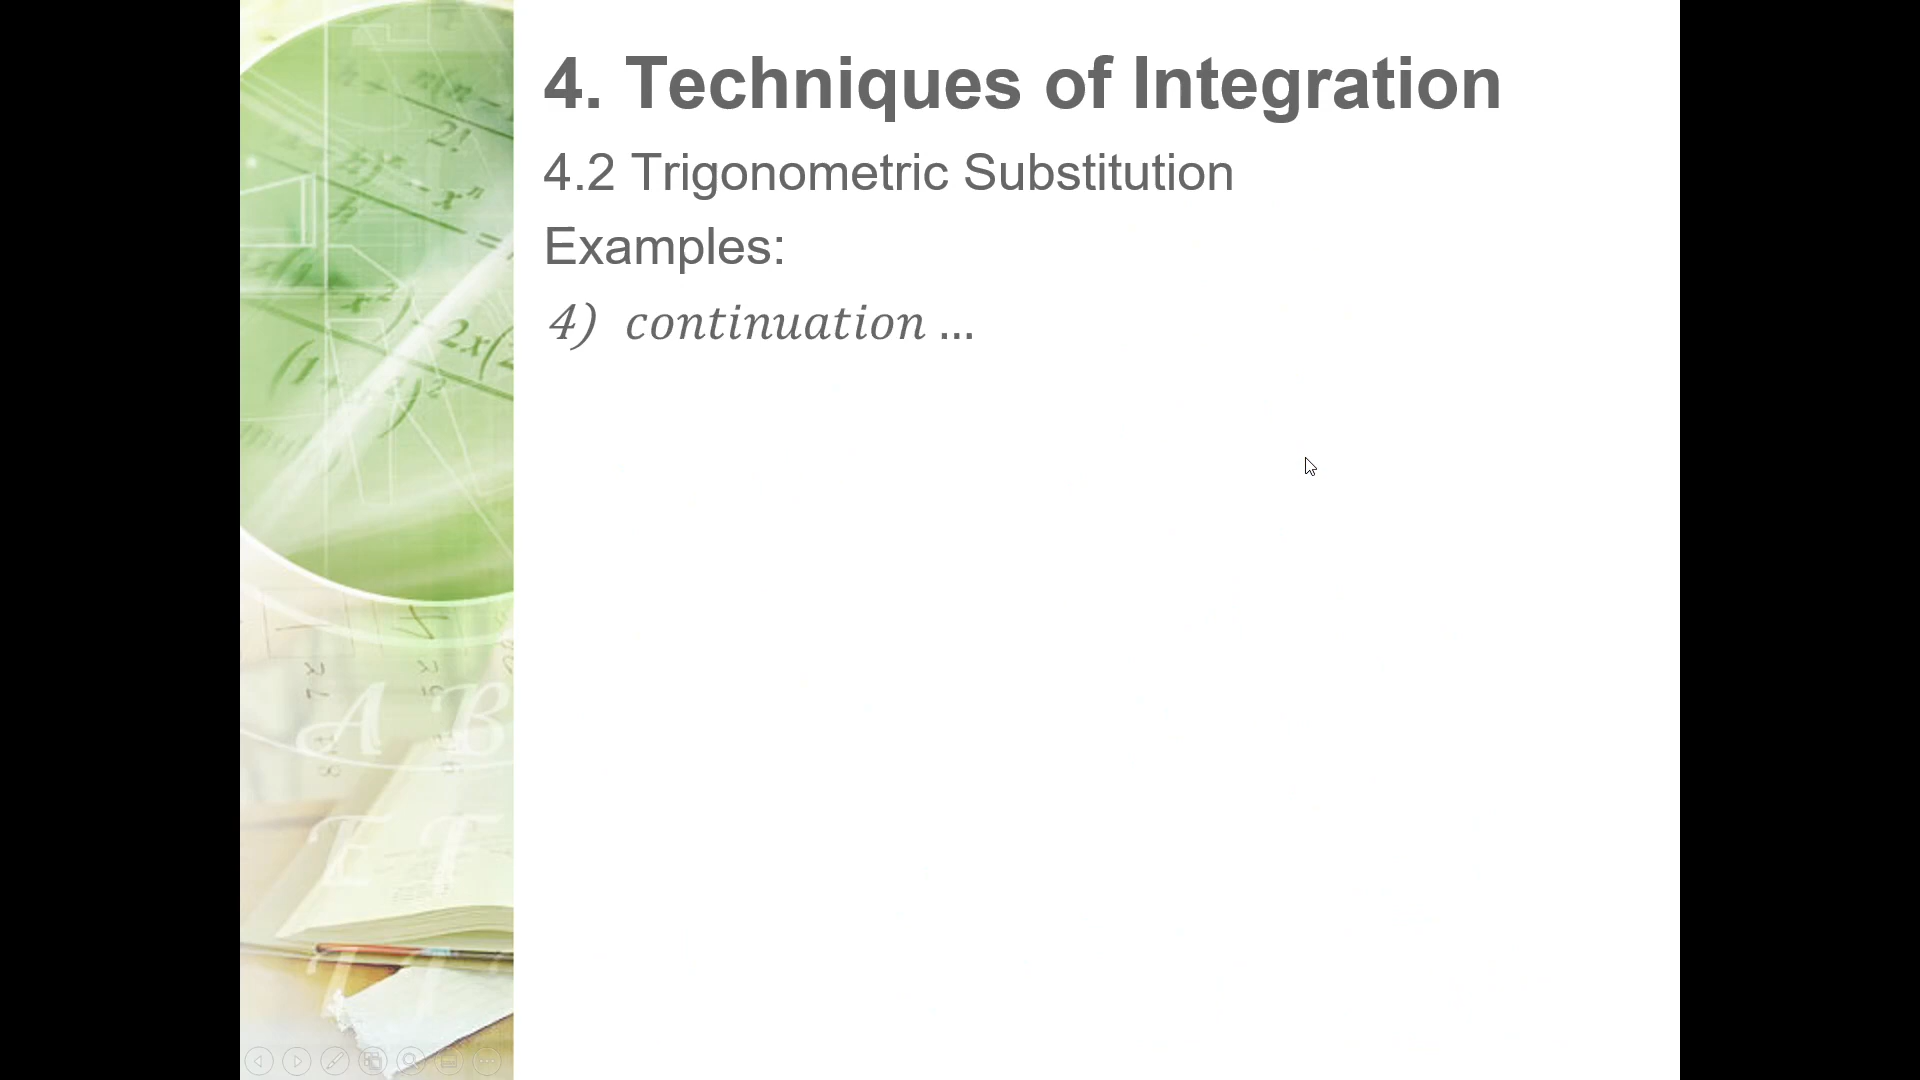 4. Techniques of Integration
4.2 Trigonometric Substitution
Examples:
4) continuation ...